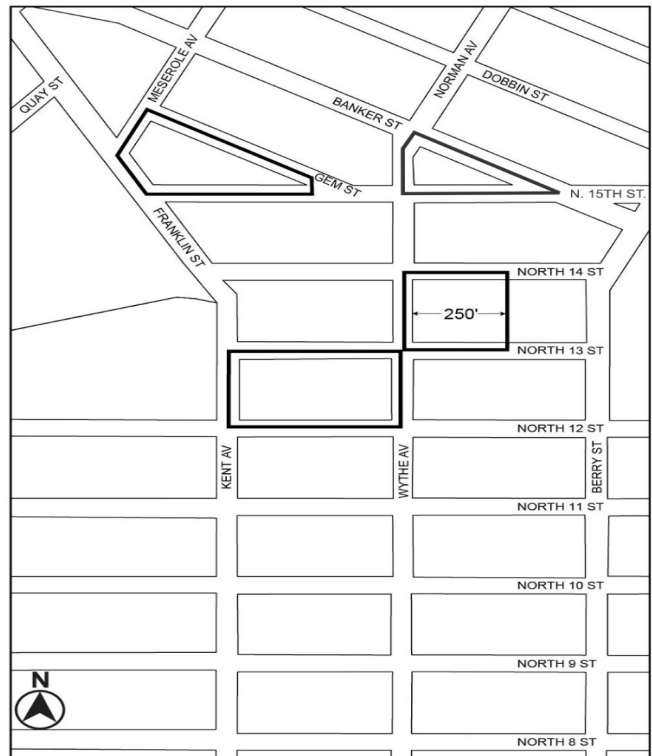 QUAY ST
MESEROLE AV
NORMAN AV
DOBBIN ST
BANKER ST
GEM ST
N. 15TH ST.
FRANKLIN ST
NORTH 14 ST
250'
NORTH 13 ST
NORTH 12 ST
KENT AV
WYTHE AV
BERRY ST
NORTH 11 ST
NORTH 10 ST
NORTH 9 ST
N
NORTH 8 ST